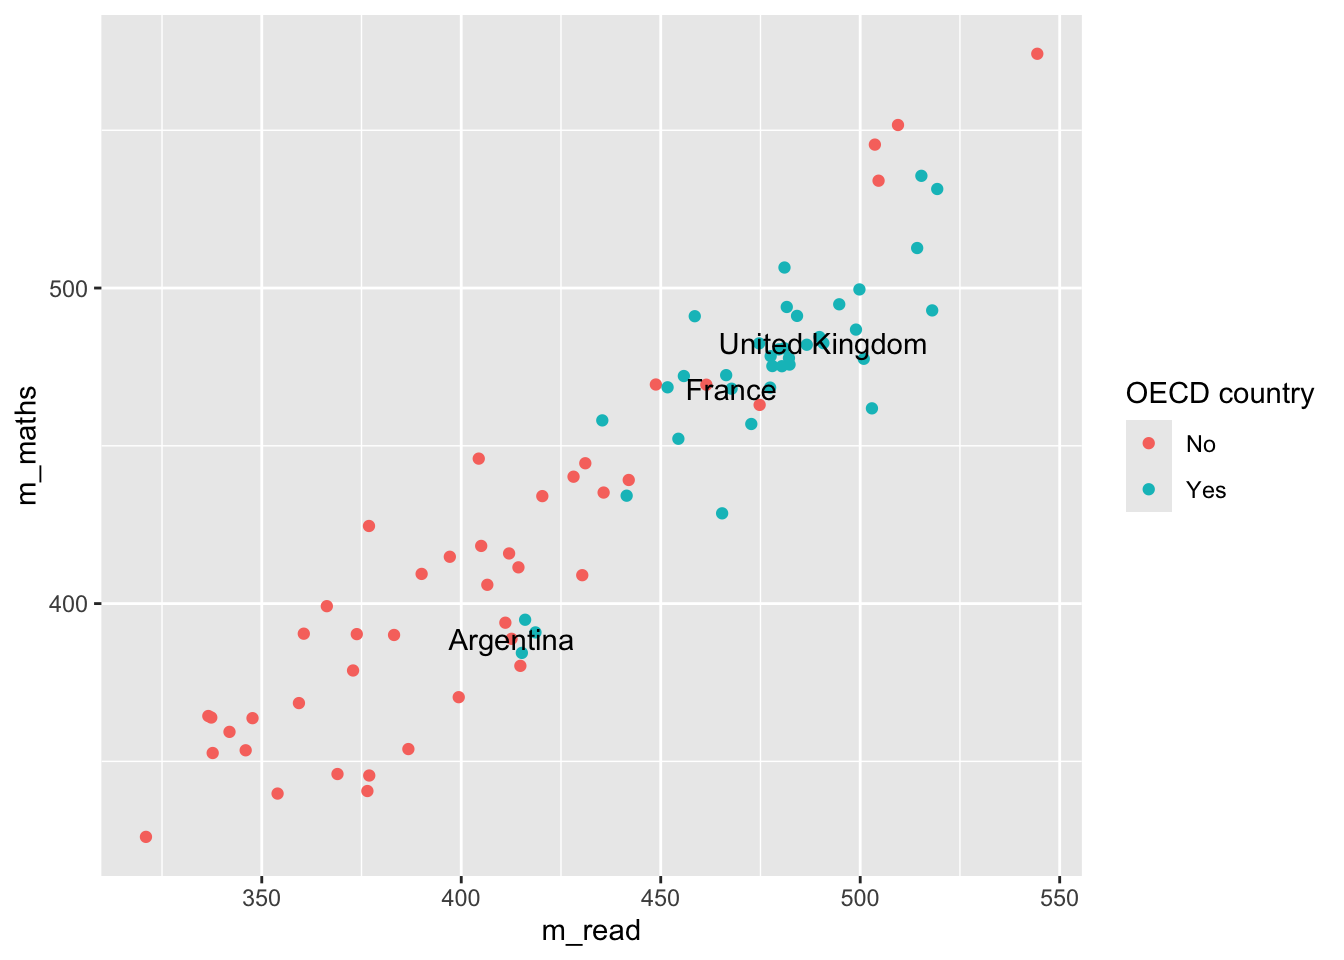 500
400
m_maths
United Kingdom
France
Argentina
350
400
450
500
550
m_read
OECD country
No
Yes